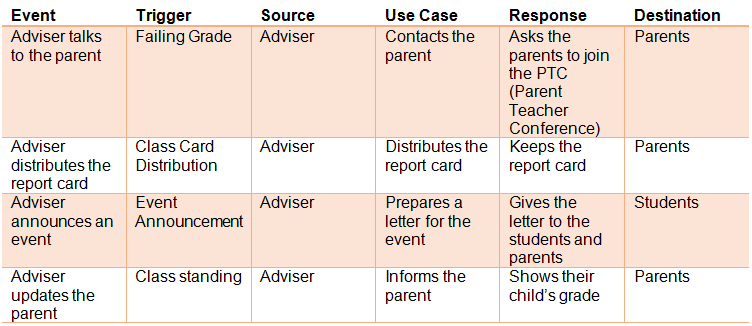 Event Trigger Source Use Case Response Destination
Adviser talks to the parent Failing Grade Adviser Contacts the parent Asks the parents to join the PTC (Parent Teacher Conference) Parents
Adviser distributes the report card Class Card Distribution Adviser Distributes the report card Keeps the report card Parents
Adviser announces an event Event Announcement Adviser Prepares a letter for the event Gives the letter to the students and parents Students
Adviser updates the parent Class standing Adviser Informs the parent Shows their child's grade Parents